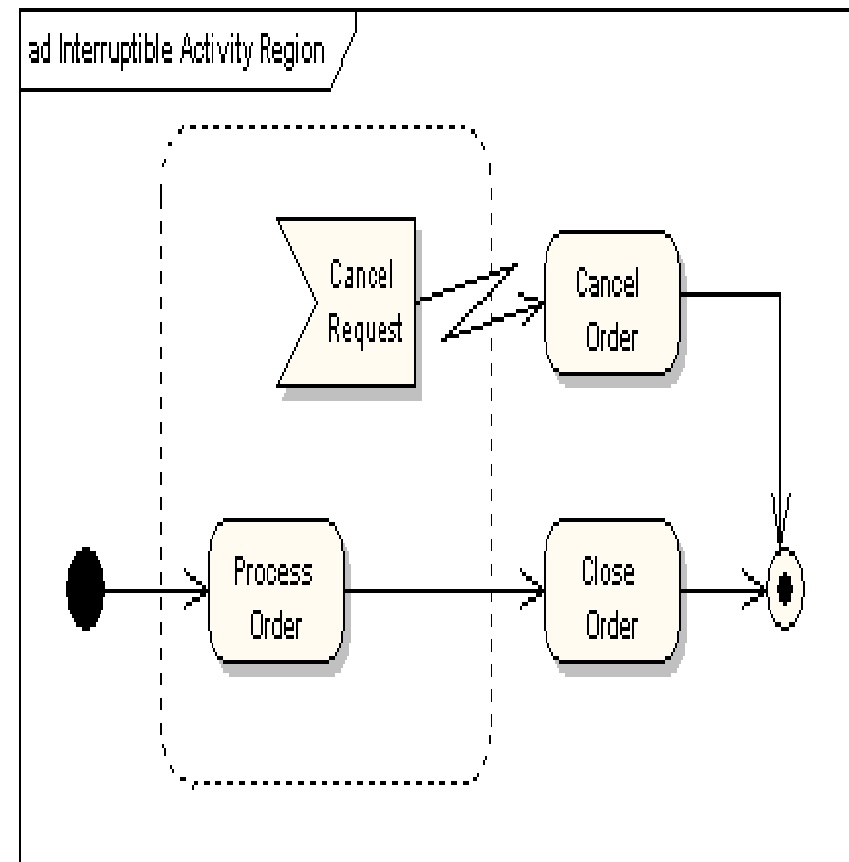 ad Interruptible Activity Region
Cancel
Request
Cancel
Order
Process
Order
Close
Order